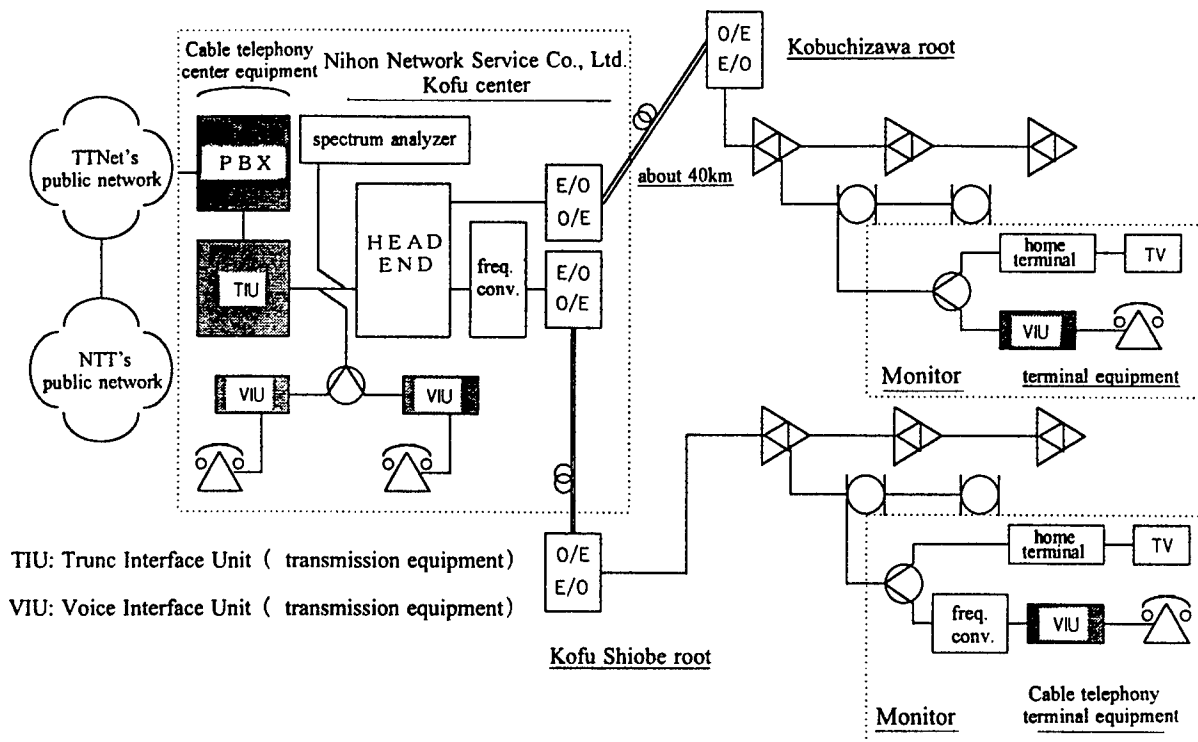 Cable telephony
center equipment
Nihon Network Service Co., Ltd.
Kofu center
TTNet's
public network
PBX
spectrum analyzer
TIU
HEAD
END
freq.
conv.
E/O
O/E
E/O
O/E
NTT's
public network
VIU
VIU
about 40km
O/E
E/O
Kobuchizawa root
home
terminal
TV
VIU
Monitor
terminal equipment
O/E
E/O
Kofu Shiobe root
home
terminal
TV
freq.
conv.
VIU
Monitor
Cable telephony
terminal equipment
TIU: Trunc Interface Unit ( transmission equipment)
VIU: Voice Interface Unit ( transmission equipment)